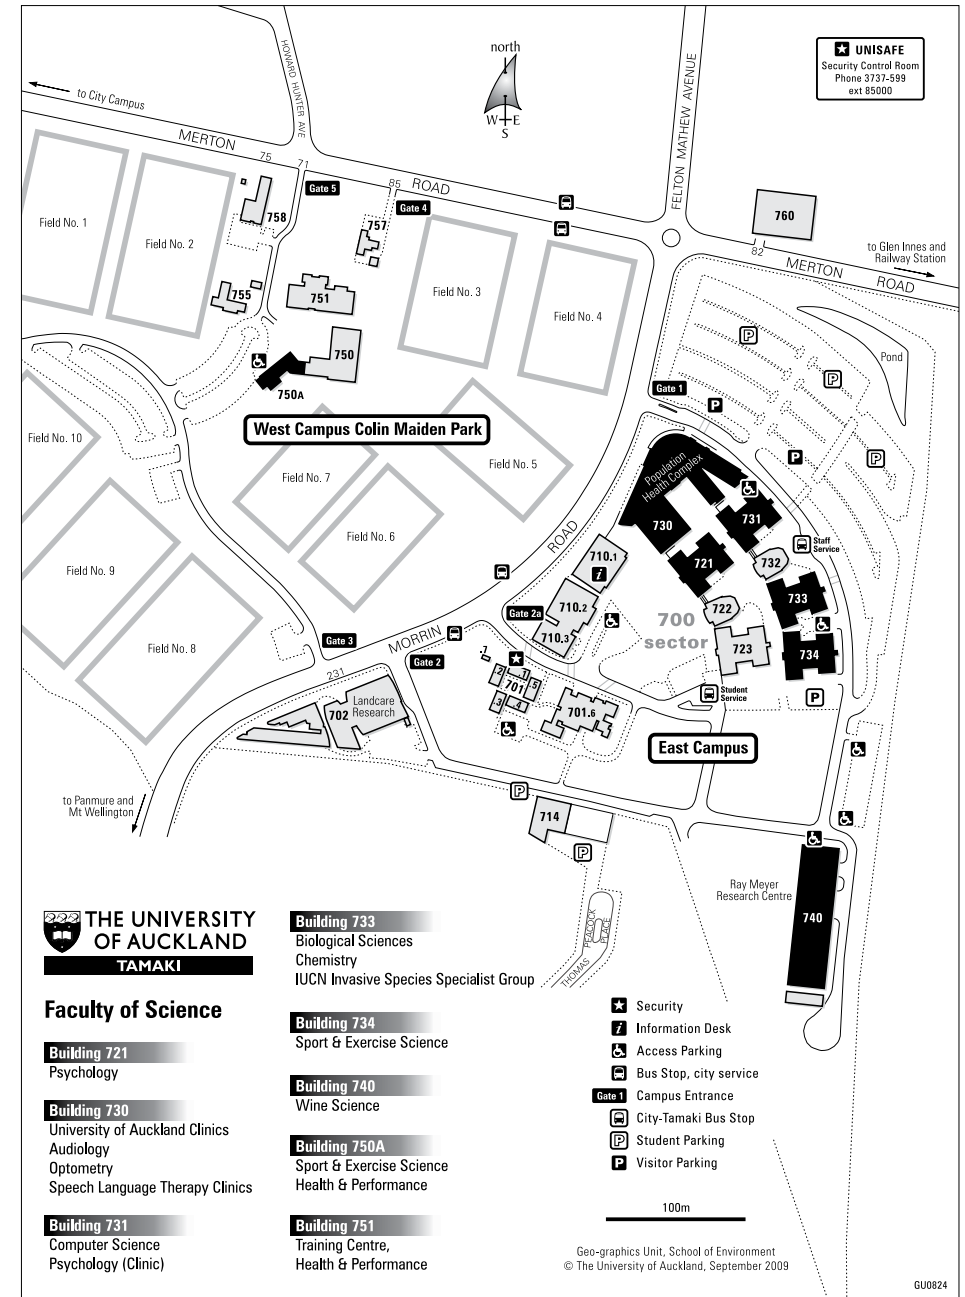 north
W E
S
UNISAFE
Security Control Room
Phone 3737-599
ext 85000
to City Campus
HOWARD HUNTER AVE
FELTON MATHEW AVENUE
MERTON
75
71
85
ROAD
Gate 5
Gate 4
760
82
MERTON
ROAD
to Glen Innes and
Railway Station
Field No. 1
Field No. 2
758
757
Field No. 3
Field No. 4
755
751
750
750A
P
Pond
P
Gate 1
P
West Campus Colin Maiden Park
Field No. 10
Field No. 7
Field No. 5
Field No. 6
Population
Health Complex
P
P
730
731
Staff
Service
ROAD
710.1
i
721
732
Field No. 9
710.2
Gate 2a
710.3
722
733
700
sector
723
734
Field No. 8
Gate 3
MORRIN
Gate 2
231
.7
.2
.1
701
.5
.3
.4
701.6
Student
Service
P
702
Landcare
Research
East Campus
to Panmure and
Mt Wellington
P
714
P
Ray Meyer
Research Centre
740
THOMAS
PEACOCK
PLACE
THE UNIVERSITY
OF AUCKLAND
TAMAKI
Faculty of Science
Building 721
Psychology
Building 730
University of Auckland Clinics
Audiology
Optometry
Speech Language Therapy Clinics
Building 731
Computer Science
Psychology (Clinic)
Building 733
Biological Sciences
Chemistry
IUCN Invasive Species Specialist Group
Building 734
Sport & Exercise Science
Building 740
Wine Science
Building 750A
Sport & Exercise Science
Health & Performance
Building 751
Training Centre,
Health & Performance
Security
i Information Desk
Access Parking
Bus Stop, city service
Gate 1 Campus Entrance
City-Tamaki Bus Stop
P Student Parking
P Visitor Parking
100m
Geo-graphics Unit, School of Environment
© The University of Auckland, September 2009
GU0824